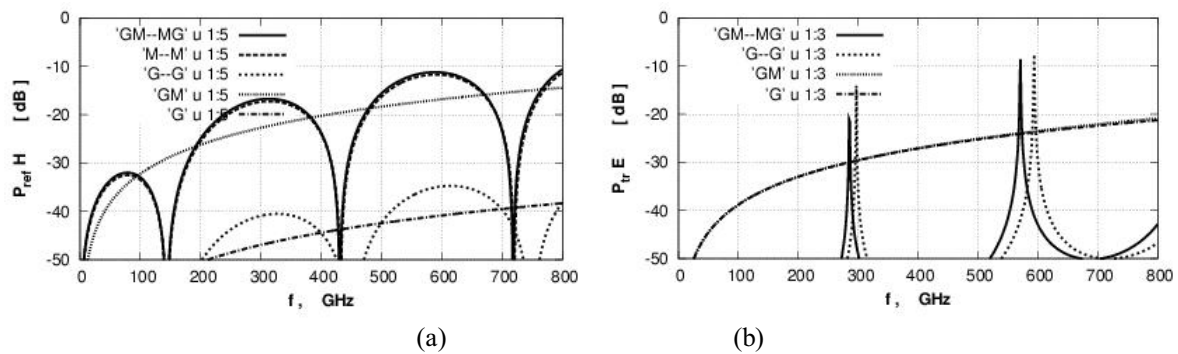 0
-10
-20
-30
-40
-50
P_ref H [ dB ]
'GM--MG' u 1:5
'M--M' u 1:5
'G--G' u 1:5
'GM' u 1:5
'G' u 1:5
0 100 200 300 400 500 600 700 800
f , GHz
(a)
0
-10
-20
-30
-40
-50
P_tr E [ dB ]
'GM--MG' u 1:3
'G--G' u 1:3
'GM' u 1:3
'G' u 1:3
0 100 200 300 400 500 600 700 800
f , GHz
(b)